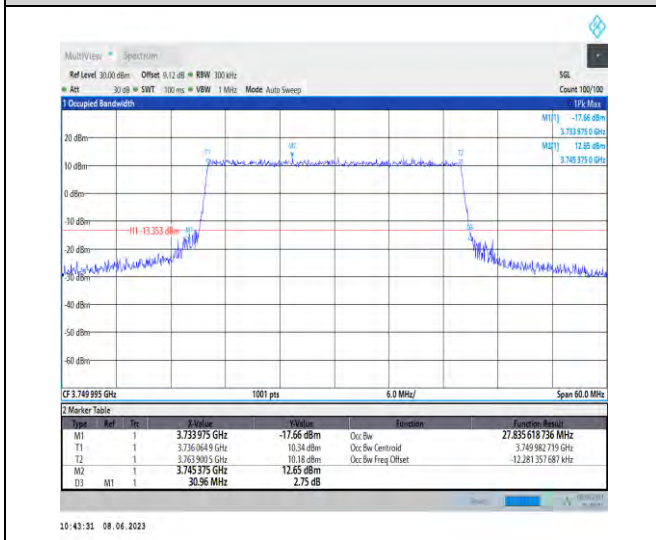 MultiView Spectrum
Ref Level 30.00 dBm Offset 9.12 dB RBW 300 kHz SGL
Att 30 dB SWT 100 ms VBW 1 MHz Mode Auto Sweep Count 100/100
1 Occupied Bandwidth 1Pk Max
M1[1] -17.66 dBm
3.733 975 0 GHz
M2[1] 12.65 dBm
3.745 375 0 GHz
20 dBm
T1 M2 T2
10 dBm
0 dBm
-10 dBm
H1 -13.353 dBm M1 D3
-20 dBm
-30 dBm
-40 dBm
-50 dBm
-60 dBm
CF 3.749 995 GHz 1001 pts 6.0 MHz/ Span 60.0 MHz
2 Marker Table
Type Ref Trc X-Value Y-Value Function Function Result
M1 1 3.733 975 GHz -17.66 dBm Occ Bw 27.835 618 736 MHz
T1 1 3.736 064 9 GHz 10.34 dBm Occ Bw Centroid 3.749 982 719 GHz
T2 1 3.763 900 5 GHz 10.18 dBm Occ Bw Freq Offset -12.281 357 687 kHz
M2 1 3.745 375 GHz 12.65 dBm
D3 M1 1 30.96 MHz 2.75 dB
10:43:31 08.06.2023